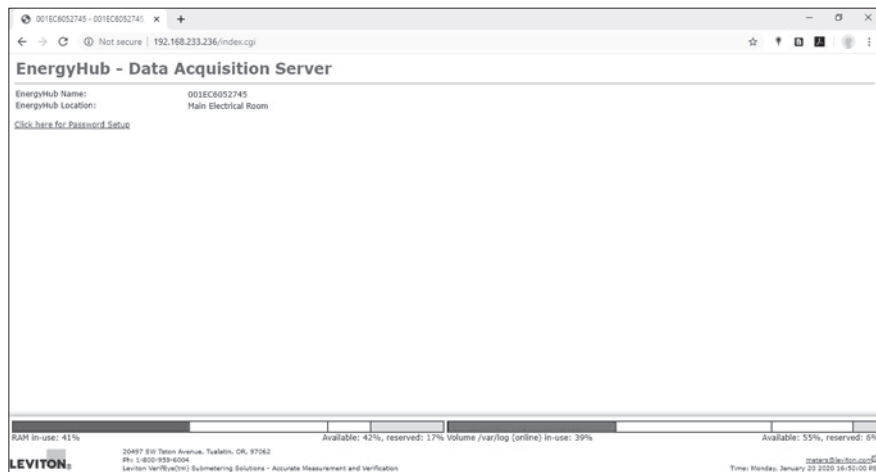 001EC6052745 - 001EC6052745
Not secure | 192.168.233.236/index.cgi
EnergyHub - Data Acquisition Server
EnergyHub Name: 001EC6052745
EnergyHub Location: Main Electrical Room
Click here for Password Setup
RAM in-use: 41% Available: 42%, reserved: 17% Volume /var/log (online) in-use: 39% Available: 55%, reserved: 6%
20497 SW Teton Avenue, Tualatin, OR, 97062
Ph: 1-800-959-6004
LEVITON® Leviton VerifEye(tm) Submetering Solutions - Accurate Measurement and Verification
meters@leviton.com
Time: Monday, January 20 2020 16:50:00 P